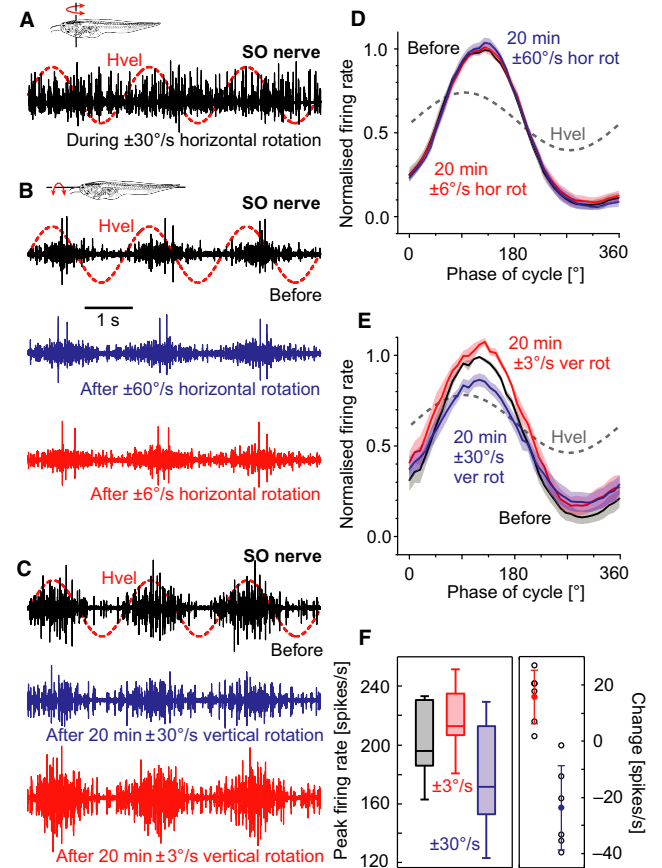 A
SO nerve
Hvel
During ±30°/s horizontal rotation
B
SO nerve
Hvel
Before
1 s
After ±60°/s horizontal rotation
After ±6°/s horizontal rotation
C
SO nerve
Hvel
Before
After 20 min ±30°/s vertical rotation
After 20 min ±3°/s vertical rotation
D
Before
20 min
±60°/s hor rot
Hvel
20 min
±6°/s hor rot
Normalised firing rate
1.0
0.5
0.0
0
180
360
Phase of cycle [°]
E
20 min
±3°/s ver rot
Hvel
20 min
±30°/s
ver rot
Before
Normalised firing rate
1.0
0.5
0.0
0
180
360
Phase of cycle [°]
F
Peak firing rate [spikes/s]
240
200
160
120
±3°/s
±30°/s
20
0
−20
−40
Change [spikes/s]